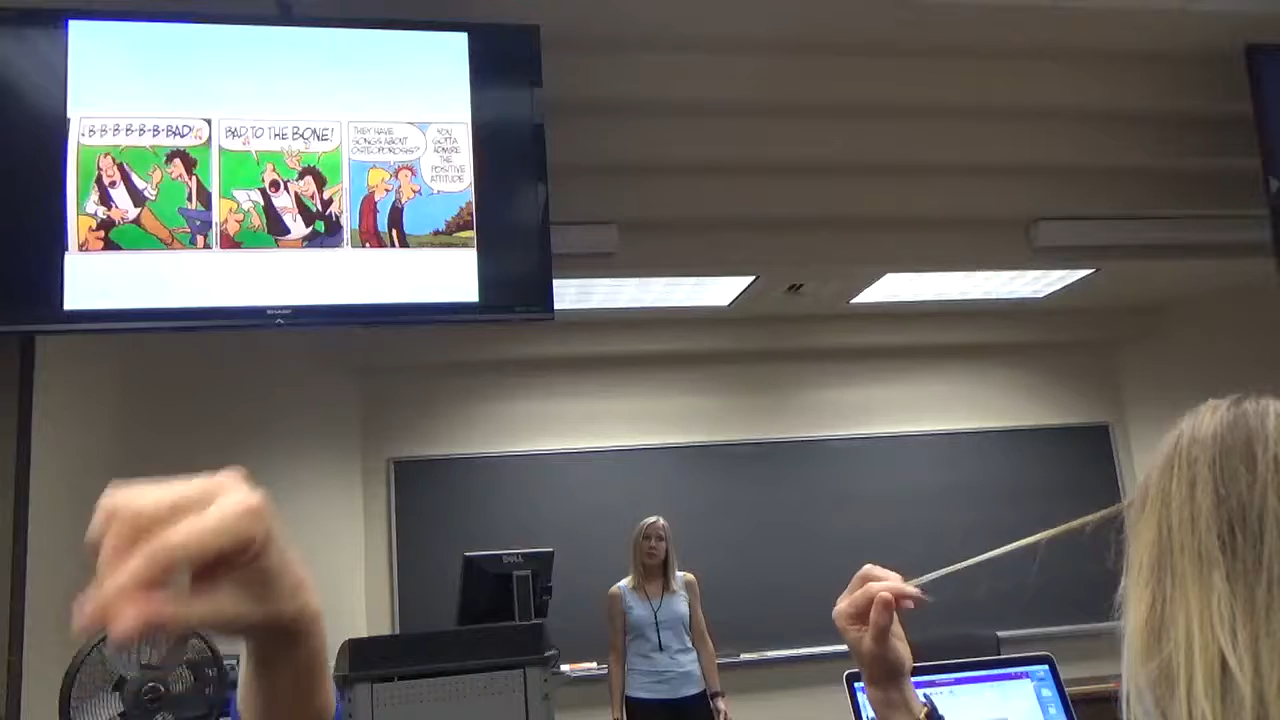 B-B-B-B-B-B-BAD!
BAD TO THE BONE!
THEY HAVE
SONGS ABOUT
OSTEOPOROSIS?
YOU
GOTTA
ADMIRE
THE
POSITIVE
ATTITUDE
SHARP
DELL